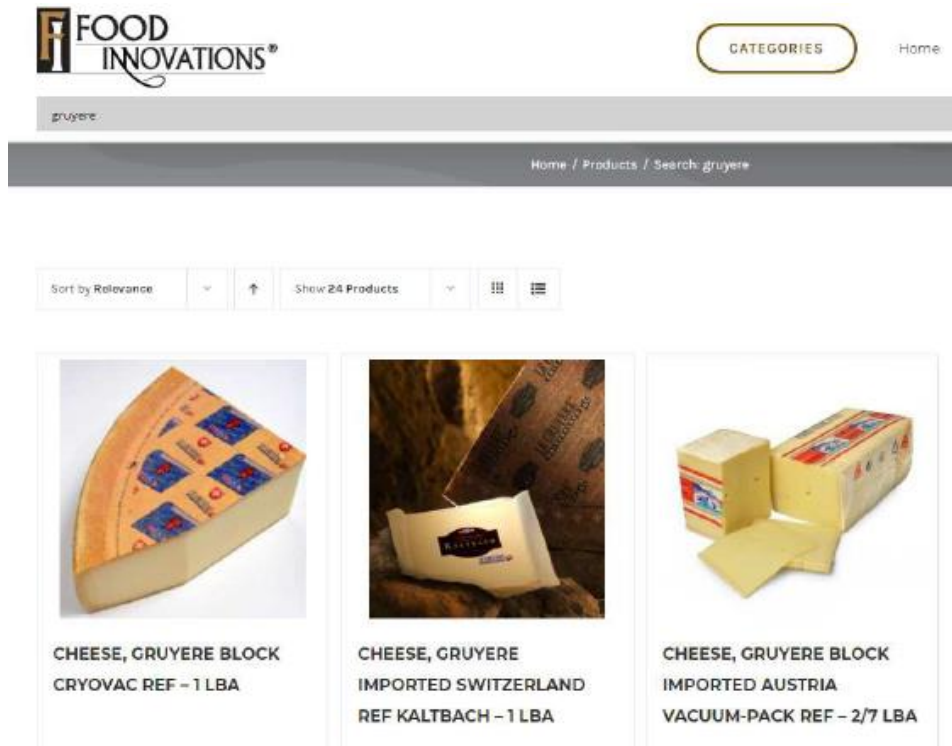 FOOD
INNOVATIONS®
CATEGORIES
Home
gruyere
Home / Products / Search: gruyere
Sort by Relevance
Show 24 Products
KALTBACH
CHEESE, GRUYERE BLOCK
CRYOVAC REF – 1 LBA
CHEESE, GRUYERE
IMPORTED SWITZERLAND
REF KALTBACH – 1 LBA
CHEESE, GRUYERE BLOCK
IMPORTED AUSTRIA
VACUUM-PACK REF – 2/7 LBA